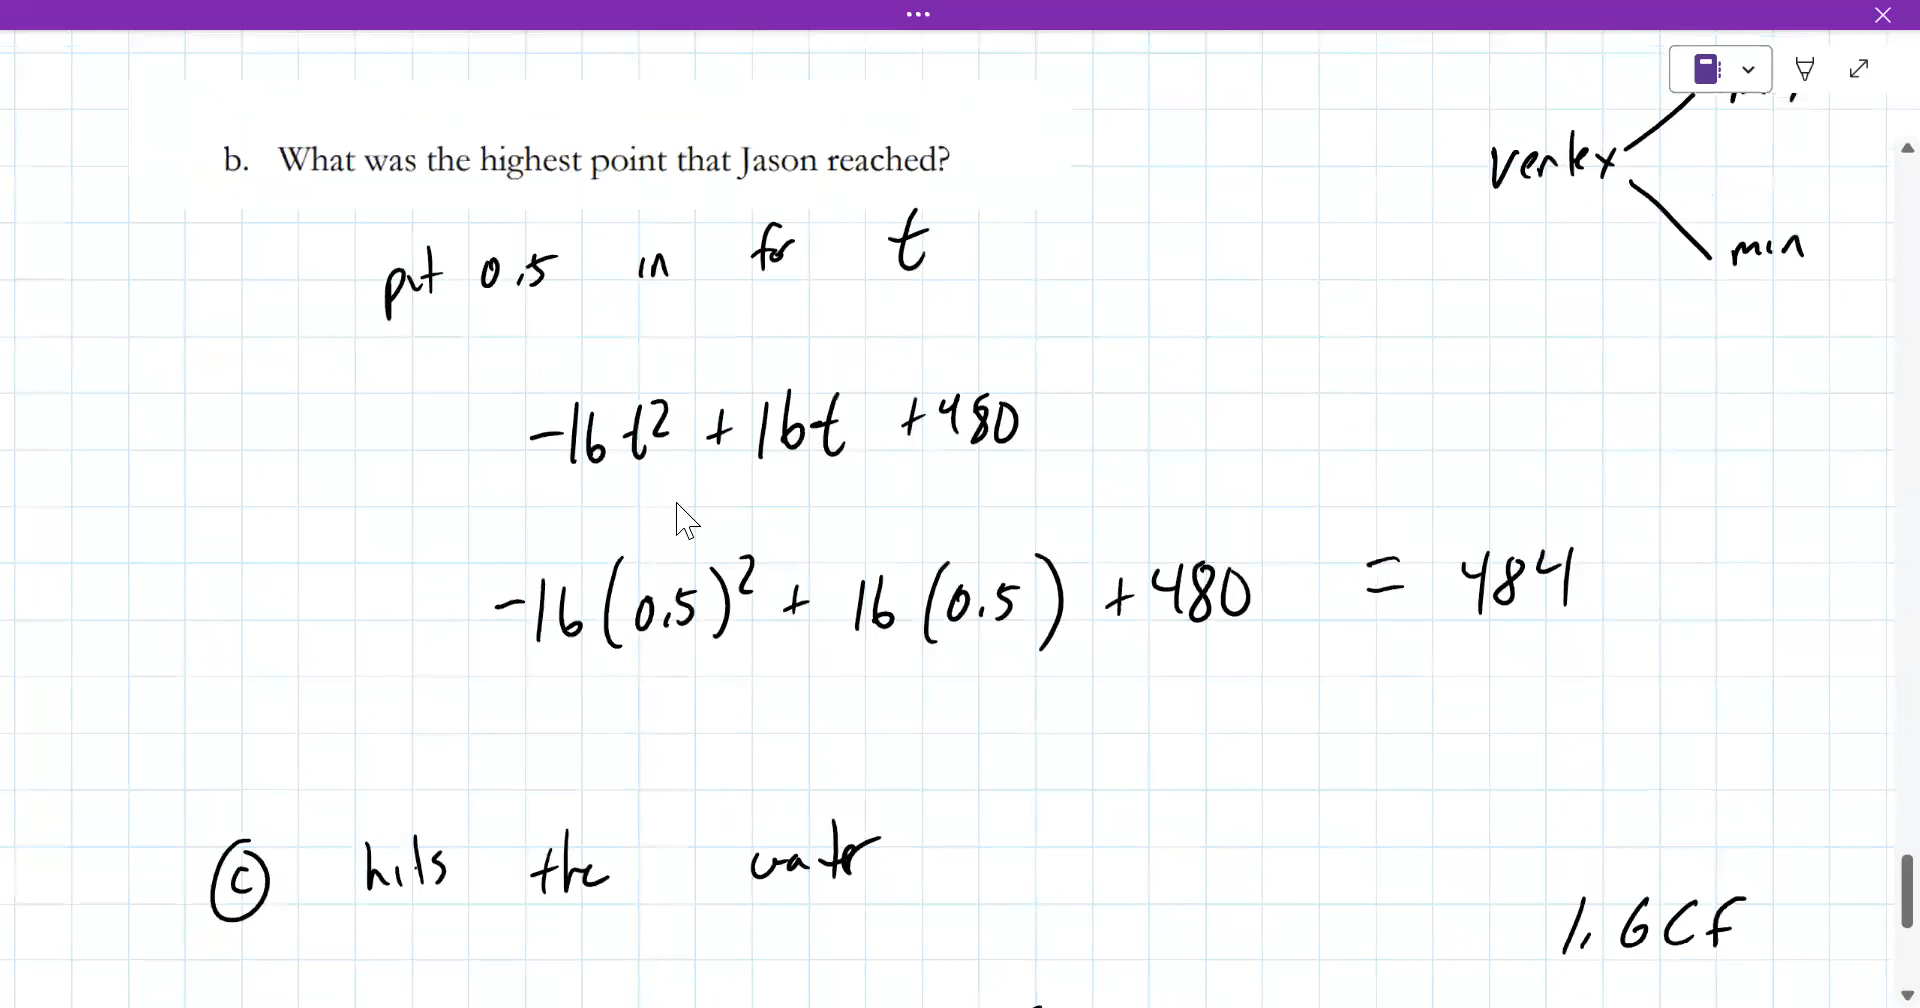 b. What was the highest point that Jason reached?
vertex
min
put 0.5 in for t
-16t² + 16t +480
-16(0.5)² + 16(0.5) +480 = 484
c hits the water
1. GCF